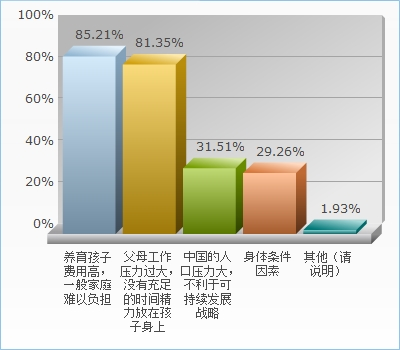 100%
80%
60%
40%
20%
0%
85.21%
81.35%
31.51%
29.26%
1.93%
养育孩子
费用高，
一般家庭
难以负担
父母工作
压力过大，
没有充足
的时间精
力放在孩
子身上
中国的人
口压力大，
不利于可
持续发展
战略
身体条件
因素
其他（请
说明）